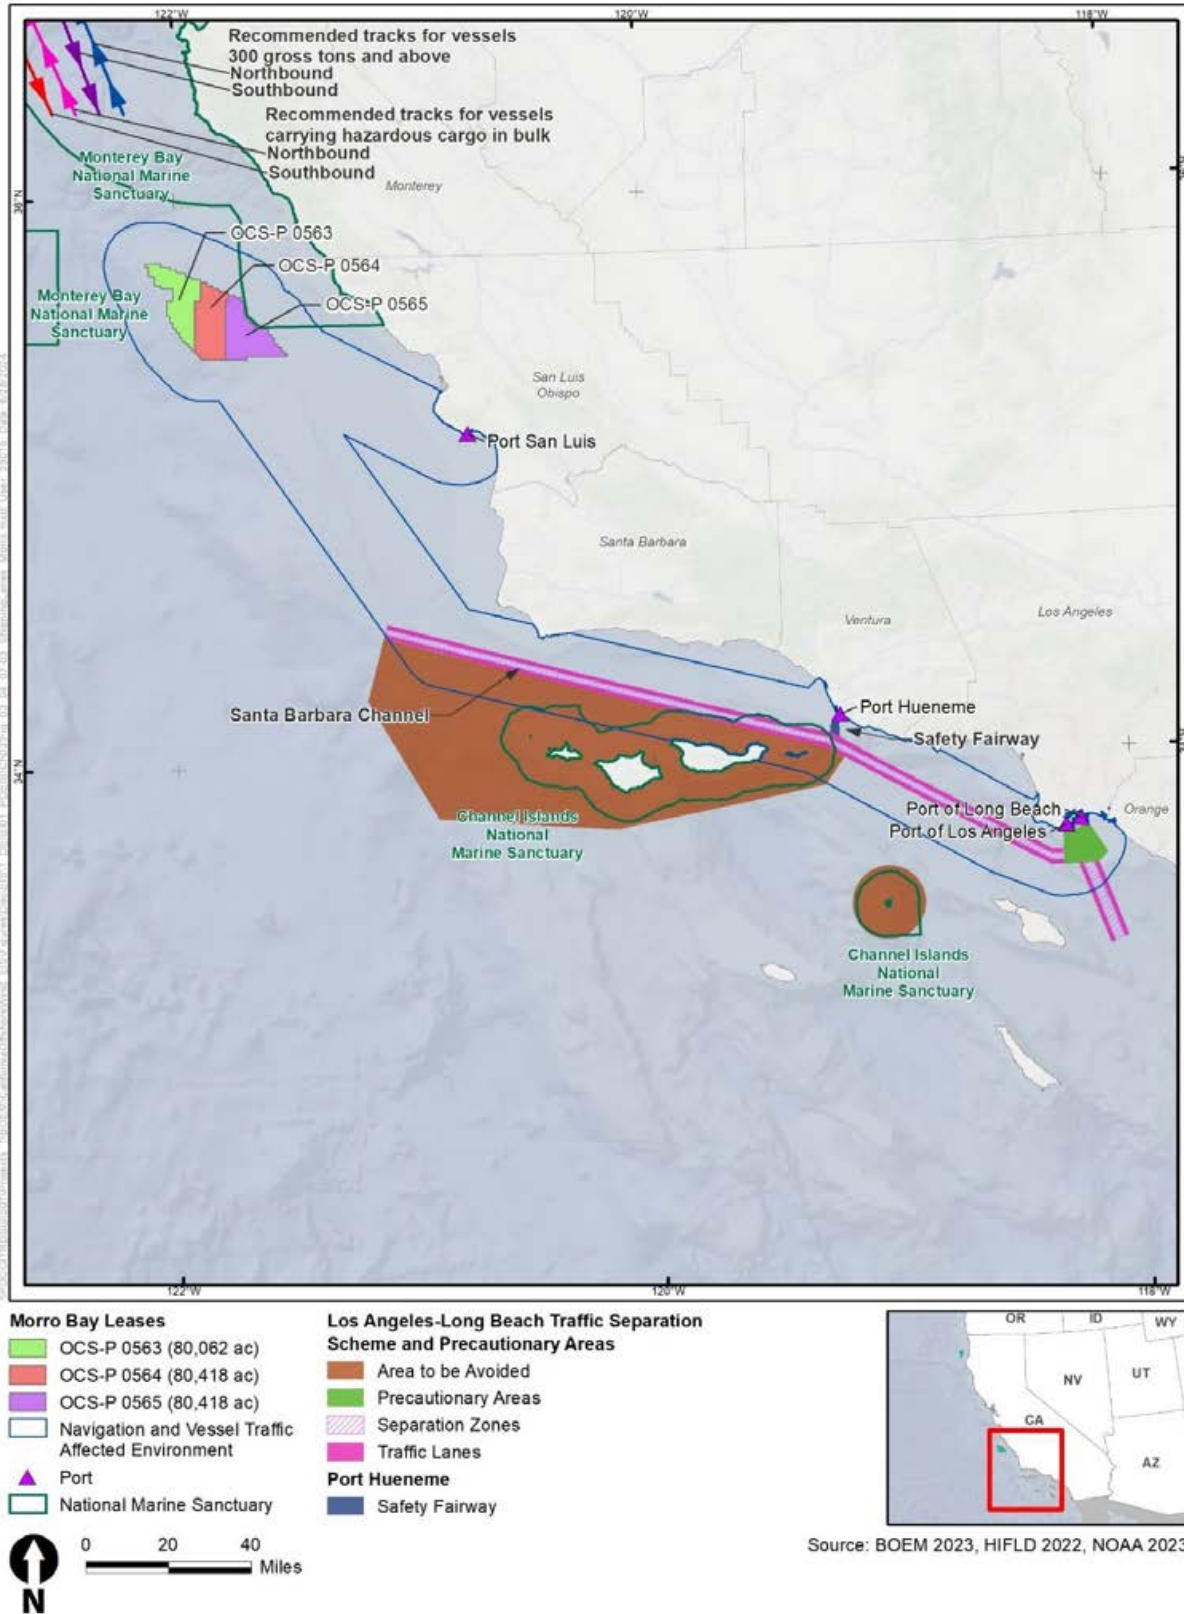 122°W
120°W
118°W
Recommended tracks for vessels
300 gross tons and above
Northbound
Southbound
Recommended tracks for vessels
carrying hazardous cargo in bulk
Northbound
Southbound
Monterey Bay
National Marine
Sanctuary
Monterey
36°N
OCS-P 0563
OCS-P 0564
OCS-P 0565
Monterey Bay
National Marine
Sanctuary
San Luis
Obispo
Port San Luis
Santa Barbara
Ventura
Los Angeles
Santa Barbara Channel
Port Hueneme
Safety Fairway
34°N
Port of Long Beach
Orange
Port of Los Angeles
Channel Islands
National
Marine Sanctuary
Channel Islands
National
Marine Sanctuary
122°W
120°W
118°W
Morro Bay Leases
OCS-P 0563 (80,062 ac)
OCS-P 0564 (80,418 ac)
OCS-P 0565 (80,418 ac)
Navigation and Vessel Traffic
Affected Environment
Port
National Marine Sanctuary
Los Angeles-Long Beach Traffic Separation
Scheme and Precautionary Areas
Area to be Avoided
Precautionary Areas
Separation Zones
Traffic Lanes
Port Hueneme
Safety Fairway
OR
ID
WY
NV
UT
CA
AZ
N
0
20
40
Miles
Source: BOEM 2023, HIFLD 2022, NOAA 2023